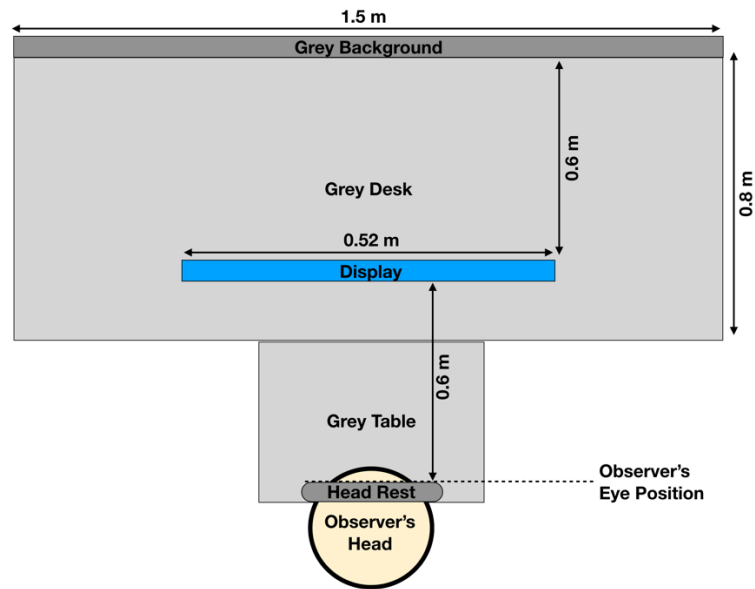 1.5 m
Grey Background
0.6 m
0.8 m
Grey Desk
0.52 m
Display
0.6 m
Grey Table
Observer's
Eye Position
Head Rest
Observer's
Head